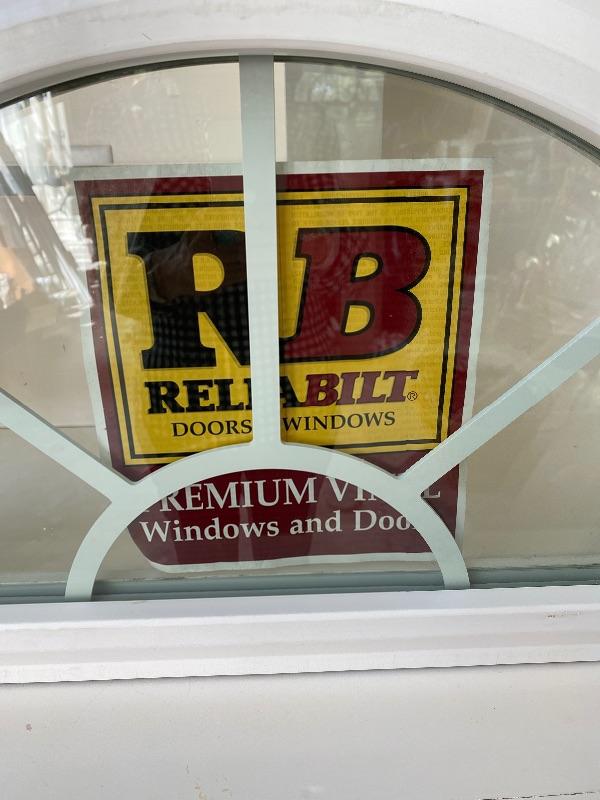 RB
RELIABILT®
DOORS WINDOWS
PREMIUM VINYL
Windows and Doors